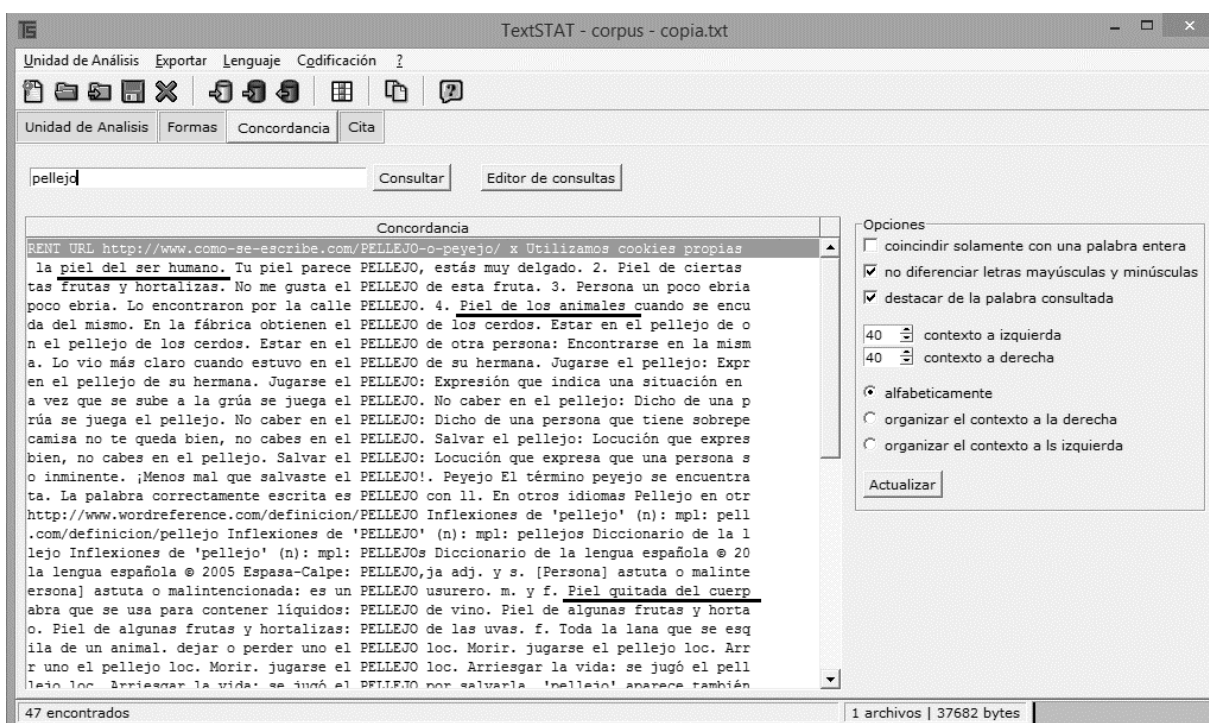 TS TextSTAT - corpus - copia.txt
Unidad de Análisis Exportar Lenguaje Codificación ?
Unidad de Analisis Formas Concordancia Cita
pellejo Consultar Editor de consultas
Concordancia
RENT URL http://www.como-se-escribe.com/PELLEJO-o-peyejo/ x Utilizamos cookies propias
la piel del ser humano. Tu piel parece PELLEJO, estás muy delgado. 2. Piel de ciertas
tas frutas y hortalizas. No me gusta el PELLEJO de esta fruta. 3. Persona un poco ebria
poco ebria. Lo encontraron por la calle PELLEJO. 4. Piel de los animales cuando se encu
da del mismo. En la fábrica obtienen el PELLEJO de los cerdos. Estar en el pellejo de o
n el pellejo de los cerdos. Estar en el PELLEJO de otra persona: Encontrarse en la mism
a. Lo vio más claro cuando estuvo en el PELLEJO de su hermana. Jugarse el pellejo: Expr
en el pellejo de su hermana. Jugarse el PELLEJO: Expresión que indica una situación en
a vez que se sube a la grúa se juega el PELLEJO. No caber en el pellejo: Dicho de una p
rúa se juega el pellejo. No caber en el PELLEJO: Dicho de una persona que tiene sobrepe
camisa no te queda bien, no cabes en el PELLEJO. Salvar el pellejo: Locución que expres
bien, no cabes en el pellejo. Salvar el PELLEJO: Locución que expresa que una persona s
o inminente. ¡Menos mal que salvaste el PELLEJO!. Peyejo El término peyejo se encuentra
ta. La palabra correctamente escrita es PELLEJO con ll. En otros idiomas Pellejo en otr
http://www.wordreference.com/definicion/PELLEJO Inflexiones de 'pellejo' (n): mpl: pell
.com/definicion/pellejo Inflexiones de 'PELLEJO' (n): mpl: pellejos Diccionario de la l
lejo Inflexiones de 'pellejo' (n): mpl: PELLEJOs Diccionario de la lengua española © 20
la lengua española © 2005 Espasa-Calpe: PELLEJO,ja adj. y s. [Persona] astuta o malinte
ersona] astuta o malintencionada: es un PELLEJO usurero. m. y f. Piel quitada del cuerp
abra que se usa para contener líquidos: PELLEJO de vino. Piel de algunas frutas y horta
o. Piel de algunas frutas y hortalizas: PELLEJO de las uvas. f. Toda la lana que se esq
ila de un animal. dejar o perder uno el PELLEJO loc. Morir. jugarse el pellejo loc. Arr
r uno el pellejo loc. Morir. jugarse el PELLEJO loc. Arriesgar la vida: se jugó el pell
lejo loc. Arriesgar la vida: se jugó el PELLEJO por salvarla. 'pellejo' aparece también
Opciones
coincidir solamente con una palabra entera
no diferenciar letras mayúsculas y minúsculas
destacar de la palabra consultada
40 contexto a izquierda
40 contexto a derecha
alfabeticamente
organizar el contexto a la derecha
organizar el contexto a ls izquierda
Actualizar
47 encontrados 1 archivos | 37682 bytes